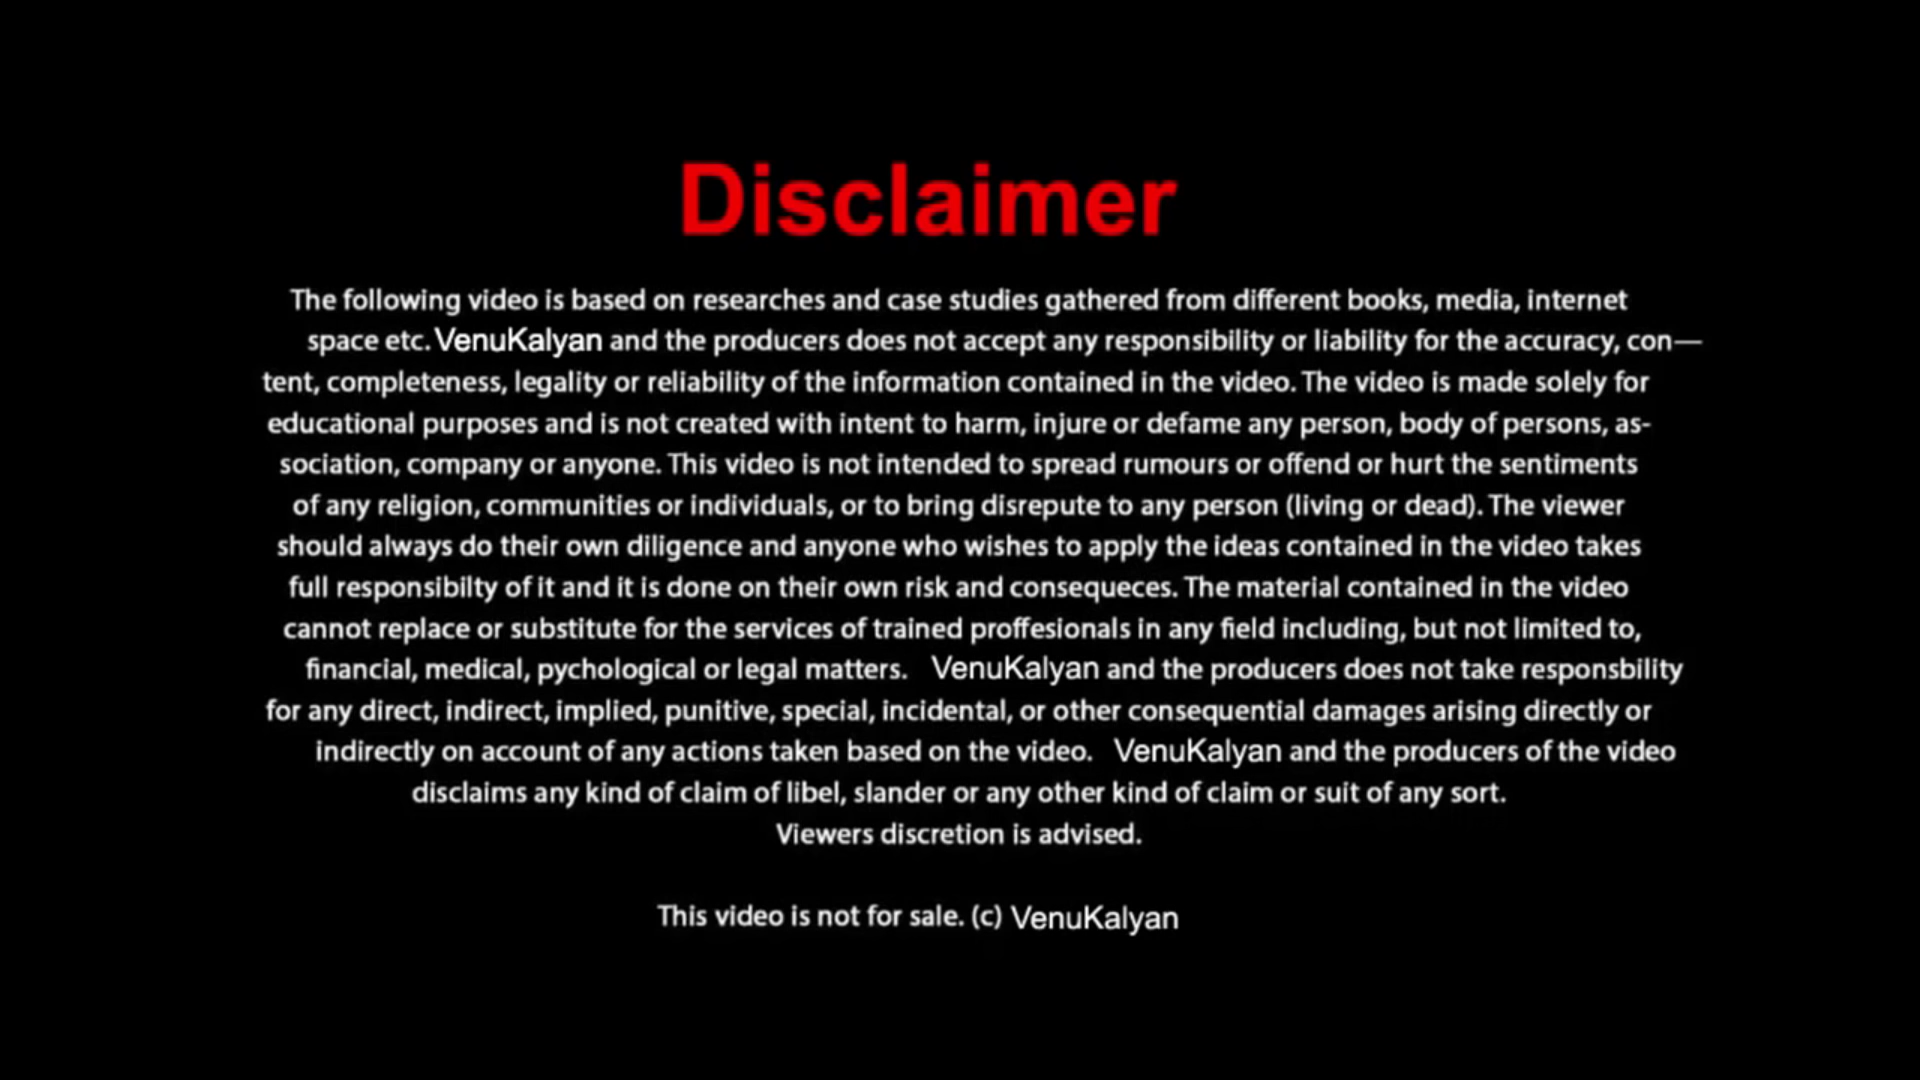 Disclaimer
The following video is based on researches and case studies gathered from different books, media, internet
space etc. VenuKalyan and the producers does not accept any responsibility or liability for the accuracy, con—
tent, completeness, legality or reliability of the information contained in the video. The video is made solely for
educational purposes and is not created with intent to harm, injure or defame any person, body of persons, as-
sociation, company or anyone. This video is not intended to spread rumours or offend or hurt the sentiments
of any religion, communities or individuals, or to bring disrepute to any person (living or dead). The viewer
should always do their own diligence and anyone who wishes to apply the ideas contained in the video takes
full responsibilty of it and it is done on their own risk and consequeces. The material contained in the video
cannot replace or substitute for the services of trained proffesionals in any field including, but not limited to,
financial, medical, pychological or legal matters. VenuKalyan and the producers does not take responsbility
for any direct, indirect, implied, punitive, special, incidental, or other consequential damages arising directly or
indirectly on account of any actions taken based on the video. VenuKalyan and the producers of the video
disclaims any kind of claim of libel, slander or any other kind of claim or suit of any sort.
Viewers discretion is advised.
This video is not for sale. (c) VenuKalyan